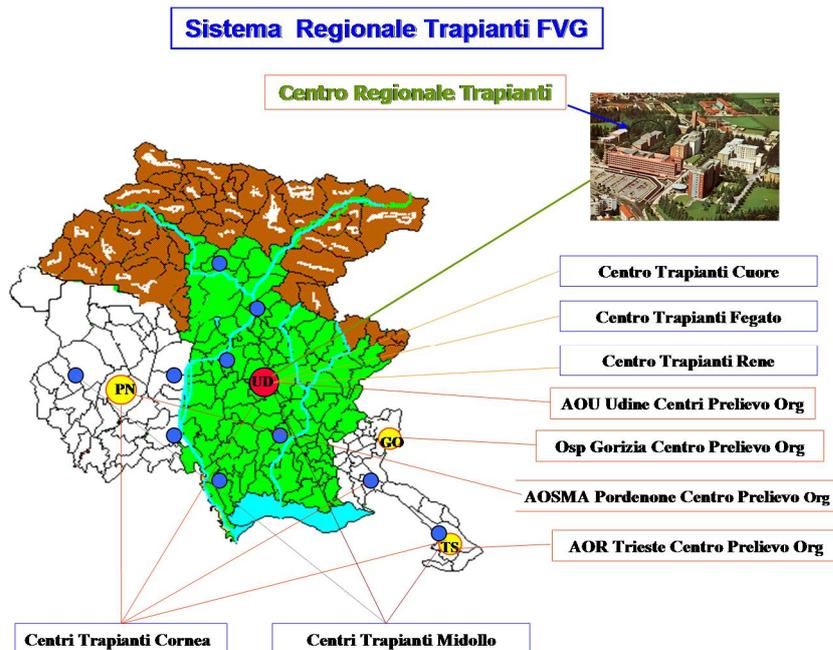 Sistema Regionale Trapianti FVG
Centro Regionale Trapianti
Centro Trapianti Cuore
Centro Trapianti Fegato
Centro Trapianti Rene
AOU Udine Centri Prelievo Org
Osp Gorizia Centro Prelievo Org
AOSMA Pordenone Centro Prelievo Org
AOR Trieste Centro Prelievo Org
PN
UD
GO
TS
Centri Trapianti Cornea
Centri Trapianti Midollo